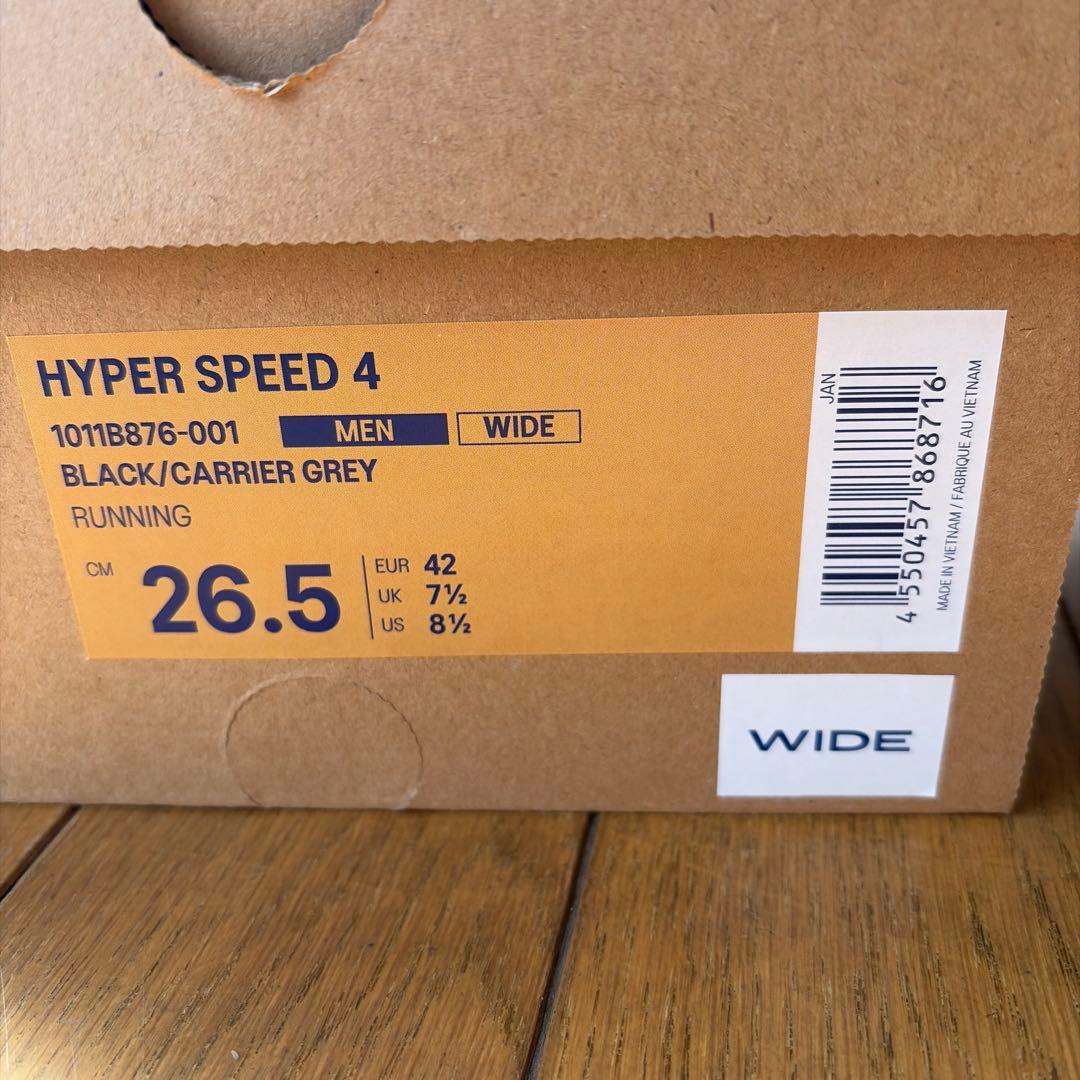 HYPER SPEED 4
1011B876-001 MEN WIDE
BLACK/CARRIER GREY
RUNNING
CM 26.5
EUR 42
UK 7½
US 8½
JAN
4 550457 868716
MADE IN VIETNAM / FABRIQUE AU VIETNAM
WIDE